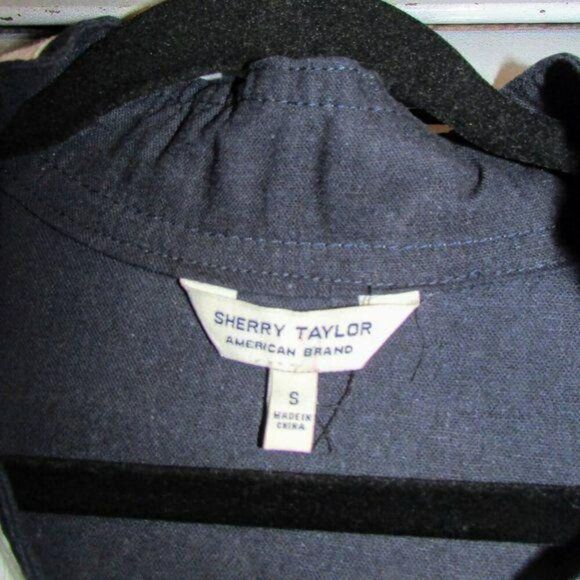 SHERRY TAYLOR
AMERICAN BRAND
S
MADE IN
CHINA